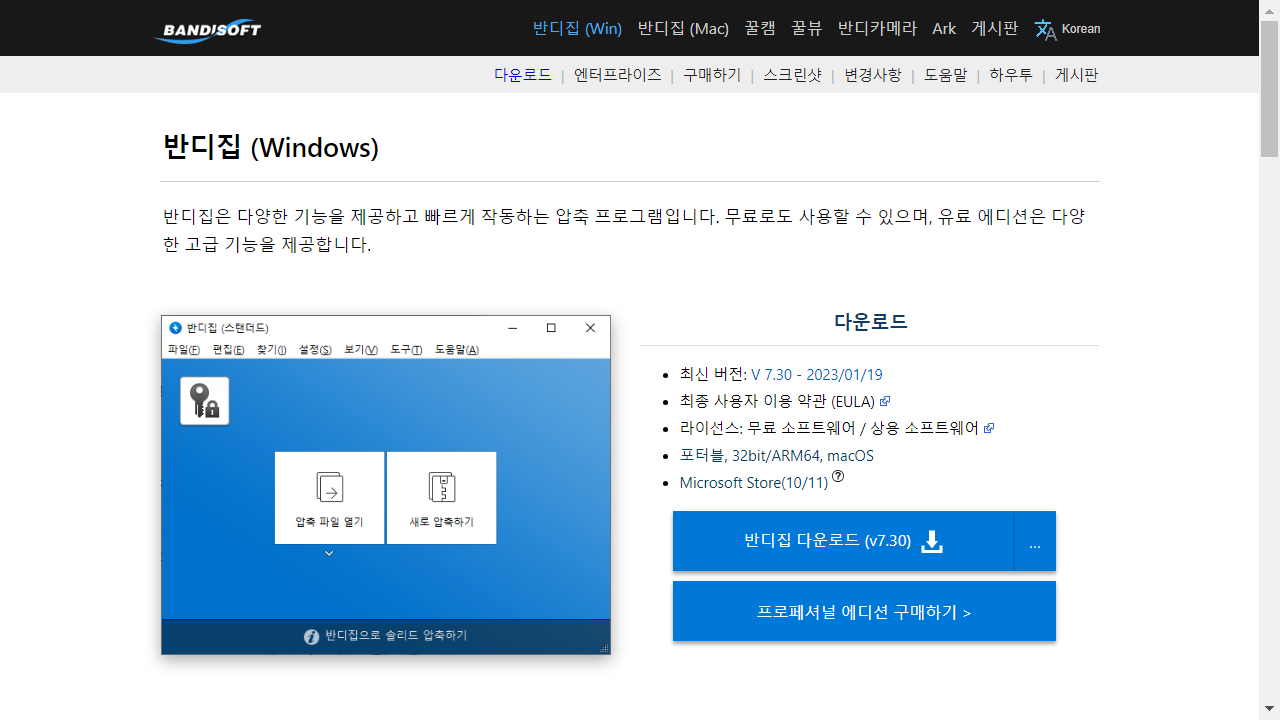 BANDISOFT 반디집 (Win) 반디집 (Mac) 꿀캠 꿀뷰 반디카메라 Ark 게시판 Korean
다운로드 | 엔터프라이즈 | 구매하기 | 스크린샷 | 변경사항 | 도움말 | 하우투 | 게시판
반디집 (Windows)
반디집은 다양한 기능을 제공하고 빠르게 작동하는 압축 프로그램입니다. 무료로도 사용할 수 있으며, 유료 에디션은 다양
한 고급 기능을 제공합니다.
반디집 (스탠더드)
파일(F) 편집(E) 찾기(I) 설정(S) 보기(V) 도구(T) 도움말(A)
압축 파일 열기 새로 압축하기
반디집으로 솔리드 압축하기
다운로드
최신 버전: V 7.30 - 2023/01/19
최종 사용자 이용 약관 (EULA)
라이선스: 무료 소프트웨어 / 상용 소프트웨어
포터블, 32bit/ARM64, macOS
Microsoft Store(10/11)
반디집 다운로드 (v7.30) ...
프로페셔널 에디션 구매하기 >